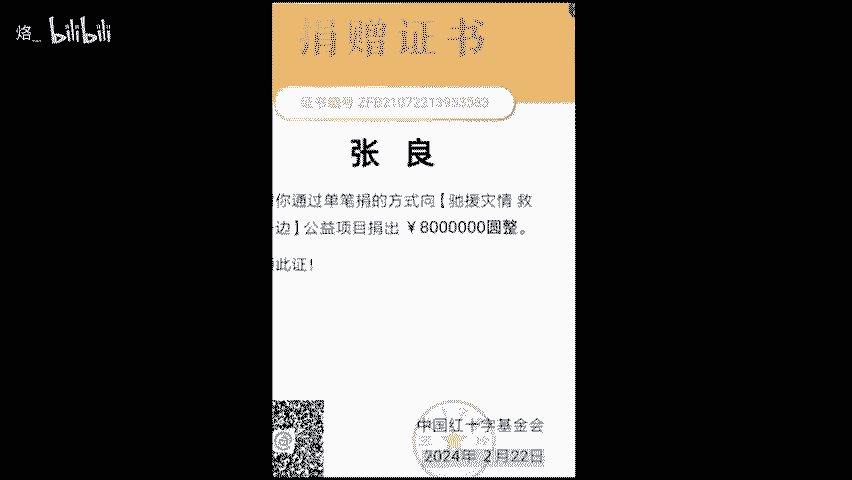 烙_ bilibili
捐赠证书
证书编号 ZFB21072213953563
张 良
你通过单笔捐的方式向【驰援灾情 救
边】公益项目捐出 ¥8000000圆整。
此证!
中国红十字基金会
2024年 2月22日